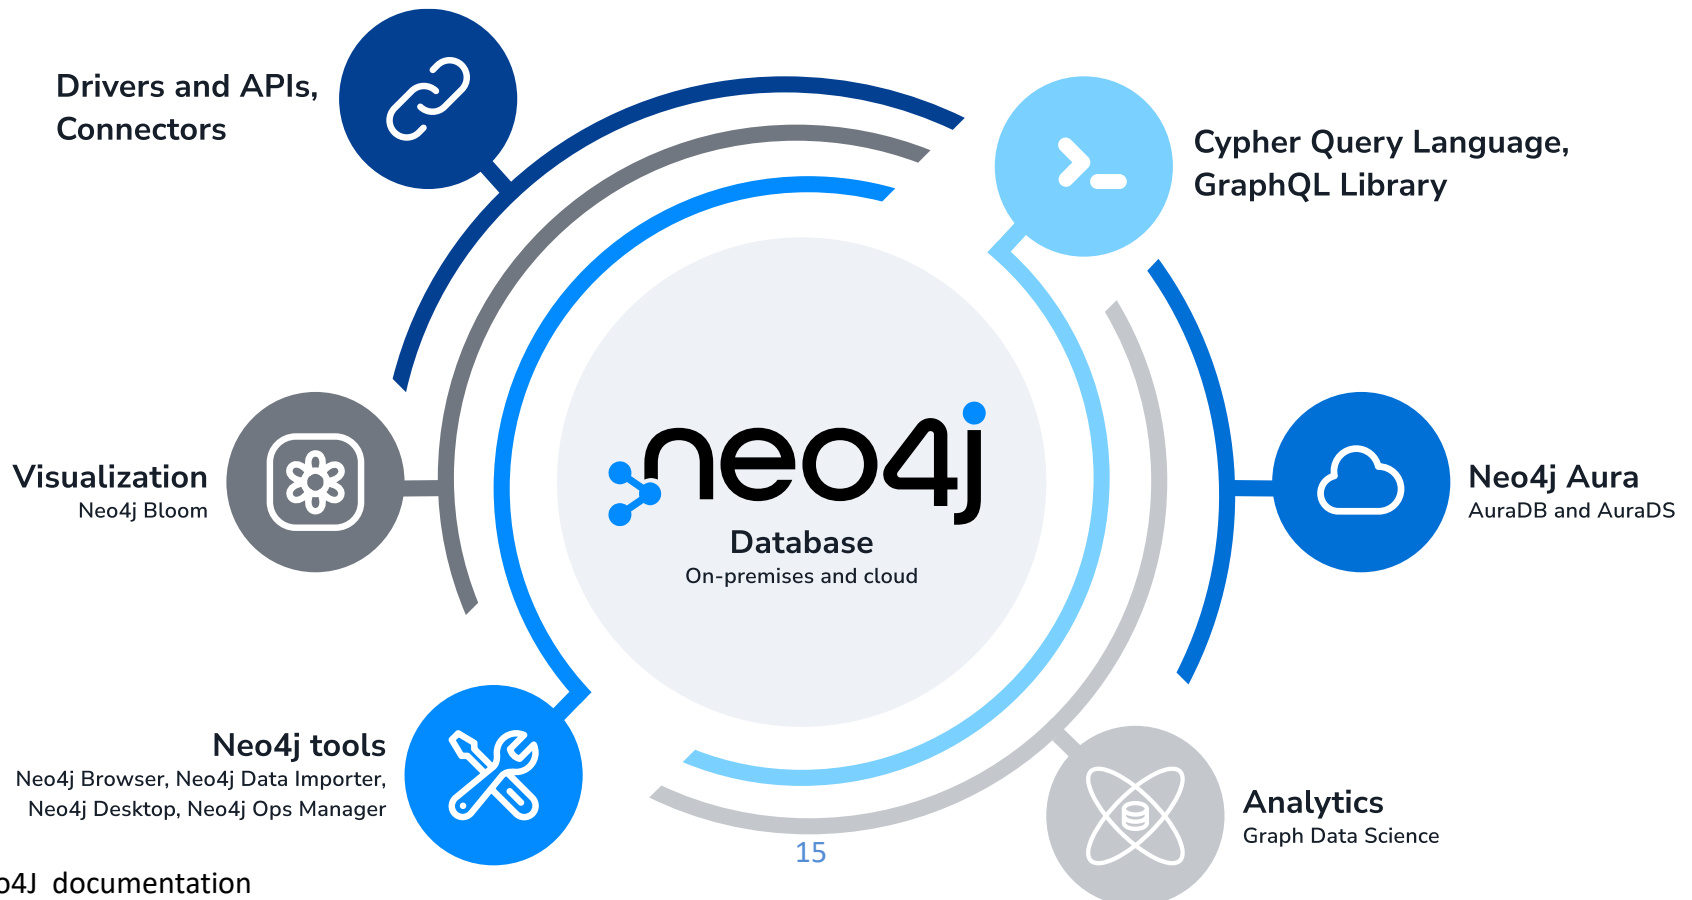 Drivers and APIs,
Connectors
Cypher Query Language,
GraphQL Library
Visualization
Neo4j Bloom
neo4j
Database
On-premises and cloud
Neo4j Aura
AuraDB and AuraDS
Neo4j tools
Neo4j Browser, Neo4j Data Importer,
Neo4j Desktop, Neo4j Ops Manager
Analytics
Graph Data Science
15
o4J documentation